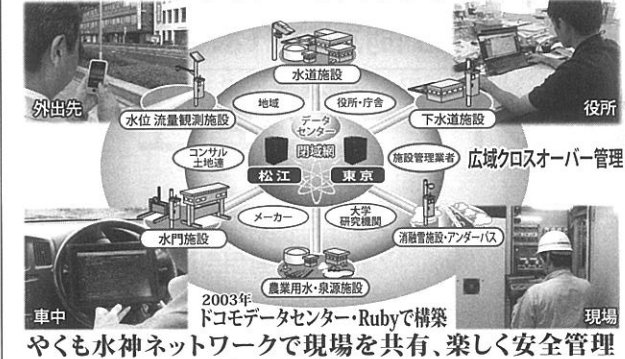 水道施設
外出先
役所
地域
役所・庁舎
水位 流量観測施設
下水道施設
データ
センター
コンサル
土地連
閉域網
施設管理業者
広域クロスオーバー管理
松江
東京
メーカー
大学
研究機関
水門施設
消融雪施設・アンダーパス
農業用水・泉源施設
車中
現場
2003年
ドコモデータセンター・Rubyで構築
やくも水神ネットワークで現場を共有、楽しく安全管理